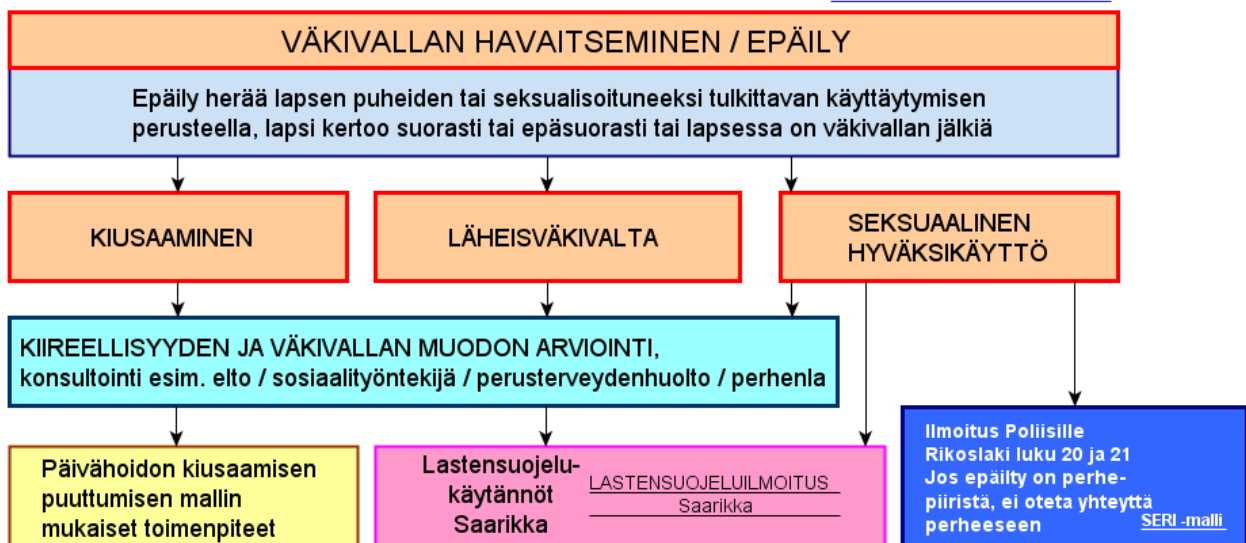 VÄKIVALLAN HAVAITSEMINEN / EPÄILY
Epäily herää lapsen puheiden tai seksualisoituneeksi tulkittavan käyttäytymisen
perusteella, lapsi kertoo suorasti tai epäsuorasti tai lapsessa on väkivallan jälkiä
KIUSAAMINEN
LÄHEISVÄKIVALTA
SEKSUAALINEN
HYVÄKSIKÄYTTÖ
KIIREELLISYYDEN JA VÄKIVALLAN MUODON ARVIOINTI,
konsultointi esim. elto / sosiaalityöntekijä / perusterveydenhuolto / perhenla
Päivähoidon kiusaamisen
puuttumisen mallin
mukaiset toimenpiteet
Lastensuojelu-
käytännöt
Saarikka
LASTENSUOJELUILMOITUS
Saarikka
Ilmoitus Poliisille
Rikoslaki luku 20 ja 21
Jos epäilty on perhe-
piiristä, ei oteta yhteyttä
perheeseen
SERI -malli